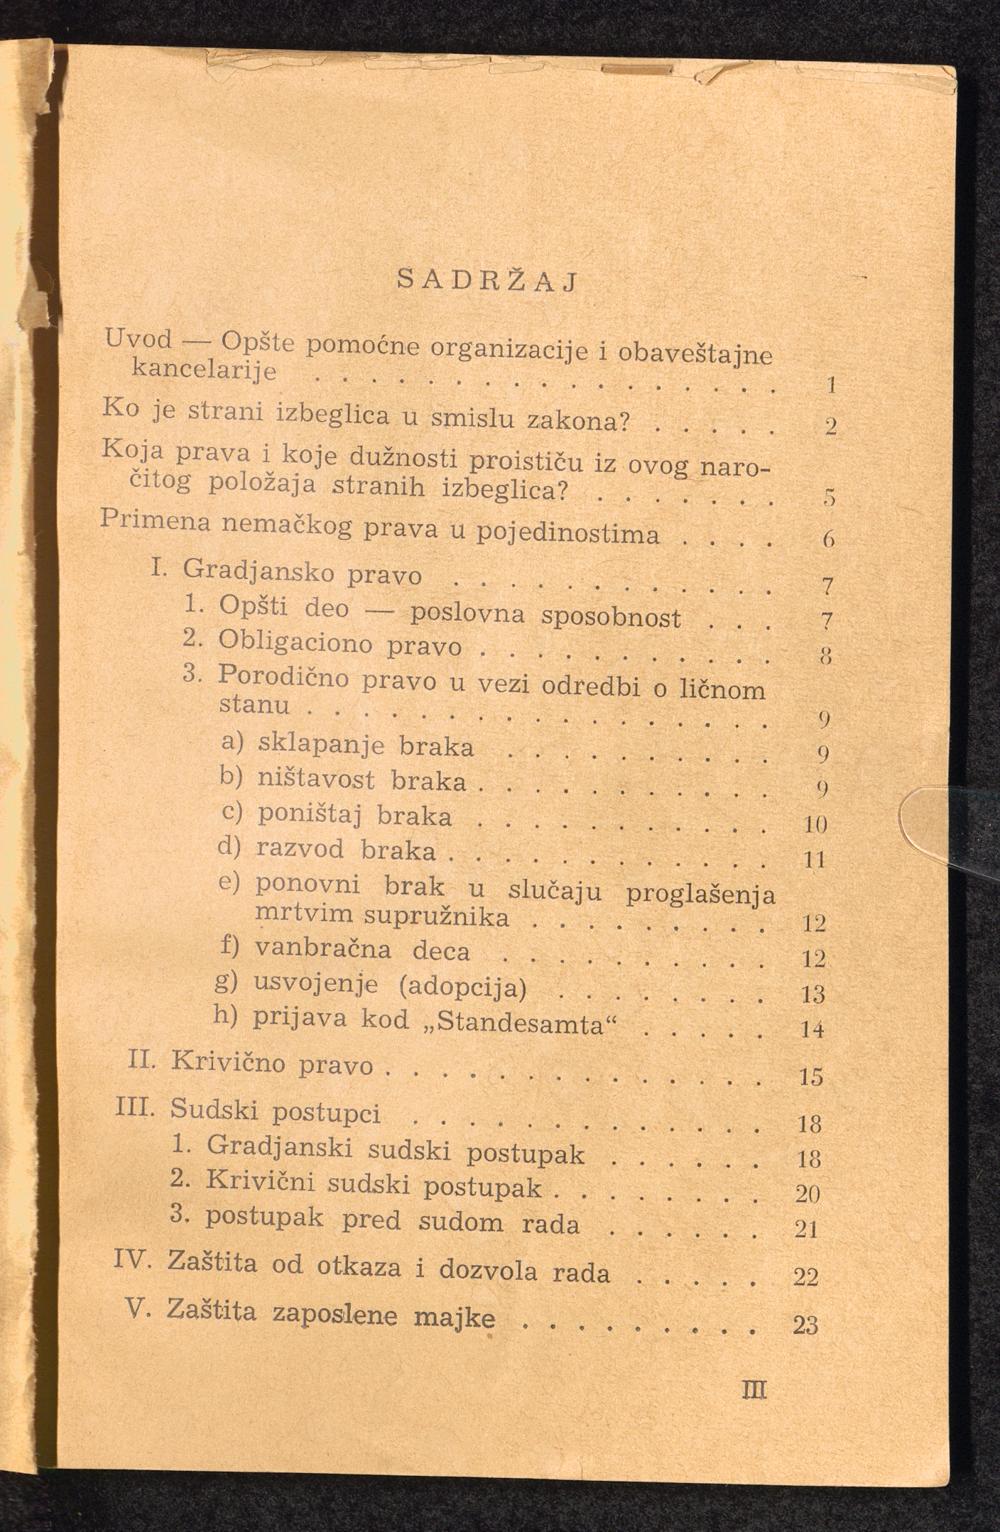 SADRŽAJ
Uvod — Opšte pomoćne organizacije i obaveštajne
kancelarije . . . . . . . . . . . . . . . . . 1
Ko je strani izbeglica u smislu zakona? . . . . . 2
Koja prava i koje dužnosti proističu iz ovog naro-
čitog položaja stranih izbeglica? . . . . . . . 5
Primena nemačkog prava u pojedinostima . . . . 6
I. Gradjansko pravo . . . . . . . . . . . . 7
1. Opšti deo — poslovna sposobnost . . . 7
2. Obligaciono pravo . . . . . . . . . . . 8
3. Porodično pravo u vezi odredbi o ličnom
stanu . . . . . . . . . . . . . . . . . 9
a) sklapanje braka . . . . . . . . . . 9
b) ništavost braka . . . . . . . . . . . 9
c) poništaj braka . . . . . . . . . . . 10
d) razvod braka . . . . . . . . . . . . 11
e) ponovni brak u slučaju proglašenja
mrtvim supružnika . . . . . . . . . 12
f) vanbračna deca . . . . . . . . . . 12
g) usvojenje (adopcija) . . . . . . . . 13
h) prijava kod „Standesamta“ . . . . . 14
II. Krivično pravo . . . . . . . . . . . . . . 15
III. Sudski postupci . . . . . . . . . . . . . 18
1. Gradjanski sudski postupak . . . . . . 18
2. Krivični sudski postupak . . . . . . . . 20
3. postupak pred sudom rada . . . . . . 21
IV. Zaštita od otkaza i dozvola rada . . . . . 22
V. Zaštita zaposlene majke . . . . . . . . . 23
III